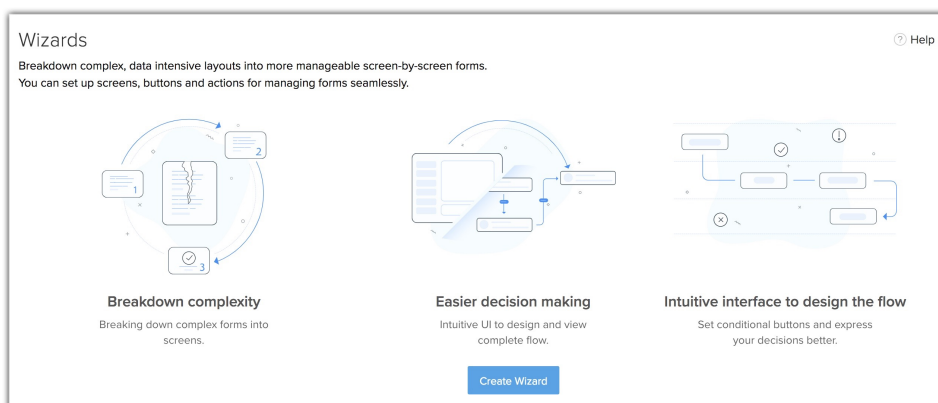 Wizards
? Help
Breakdown complex, data intensive layouts into more manageable screen-by-screen forms.
You can set up screens, buttons and actions for managing forms seamlessly.
1
2
3
Breakdown complexity
Breaking down complex forms into
screens.
Easier decision making
Intuitive UI to design and view
complete flow.
Intuitive interface to design the flow
Set conditional buttons and express
your decisions better.
Create Wizard